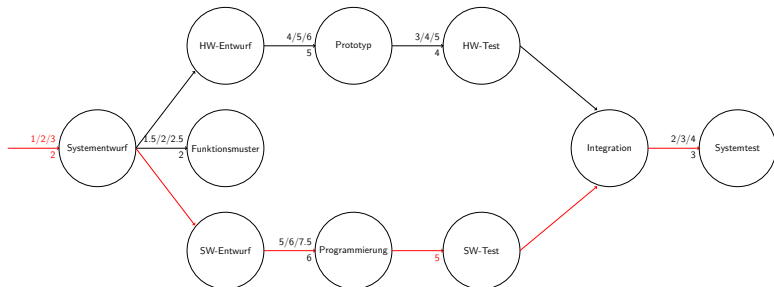 4/5/6
5
3/4/5
4
HW-Entwurf
Prototyp
HW-Test
1/2/3
2
1.5/2/2.5
2
2/3/4
3
Systementwurf
Funktionsmuster
Integration
Systemtest
5/6/7.5
6
5
SW-Entwurf
Programmierung
SW-Test